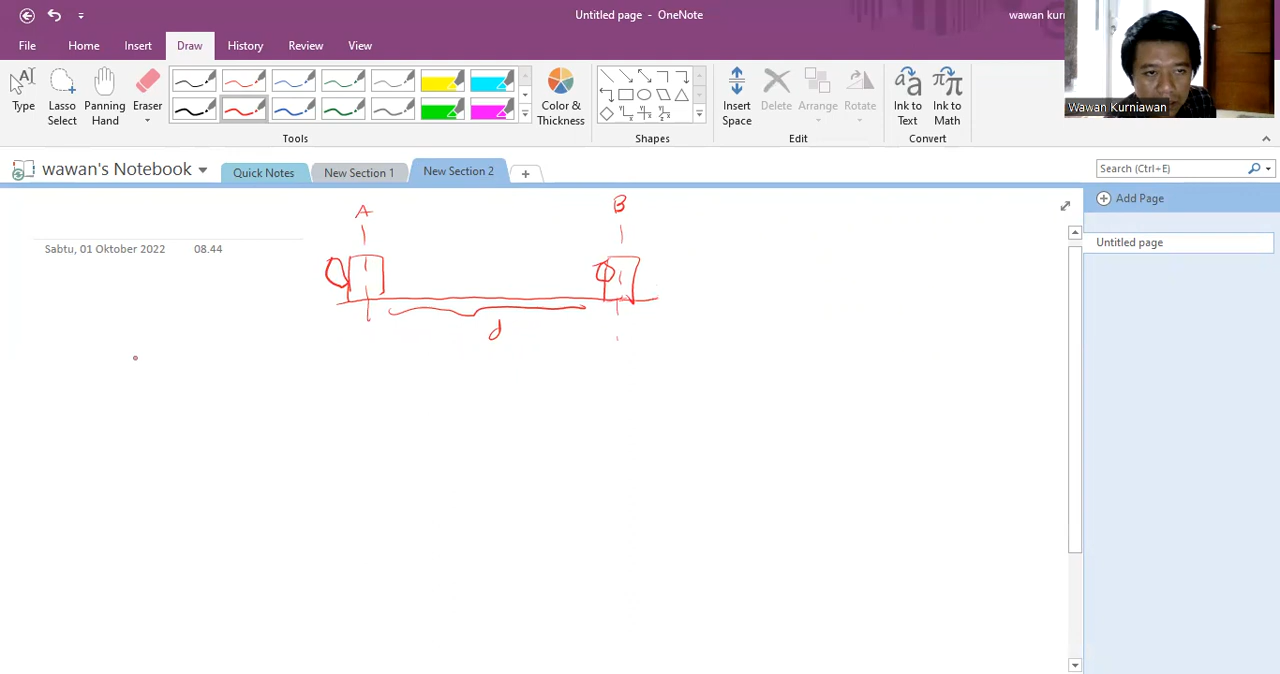 Untitled page - OneNote
wawan kur
File Home Insert Draw History Review View
Type
Lasso Select
Panning Hand
Eraser
Color & Thickness
Insert Space
Delete
Arrange
Rotate
Ink to Text
Ink to Math
Tools
Shapes
Edit
Convert
Wawan Kurniawan
wawan's Notebook
Quick Notes
New Section 1
New Section 2
Search (Ctrl+E)
Add Page
Untitled page
Sabtu, 01 Oktober 2022 08.44
A
B
d